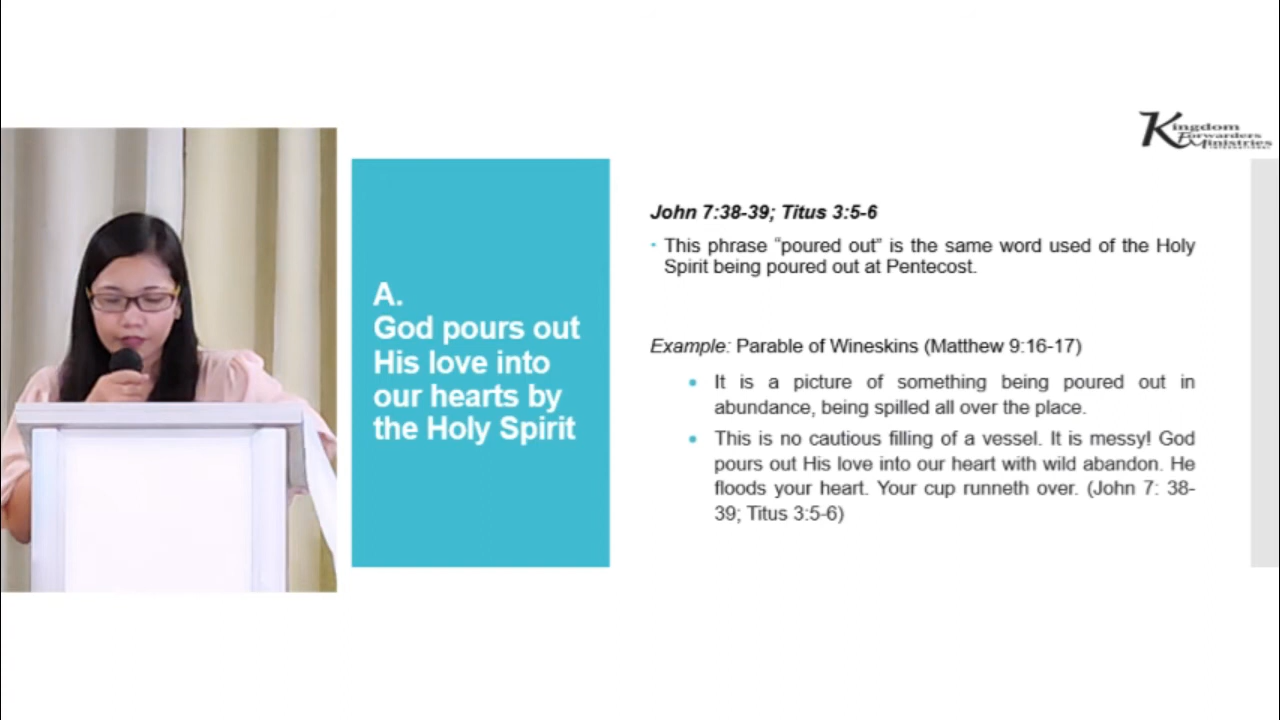 Kingdom
Forwarders
Ministries
INTERNATIONAL
A.
God pours out
His love into
our hearts by
the Holy Spirit
John 7:38-39; Titus 3:5-6
• This phrase “poured out” is the same word used of the Holy
Spirit being poured out at Pentecost.
Example: Parable of Wineskins (Matthew 9:16-17)
• It is a picture of something being poured out in
abundance, being spilled all over the place.
• This is no cautious filling of a vessel. It is messy! God
pours out His love into our heart with wild abandon. He
floods your heart. Your cup runneth over. (John 7: 38-
39; Titus 3:5-6)